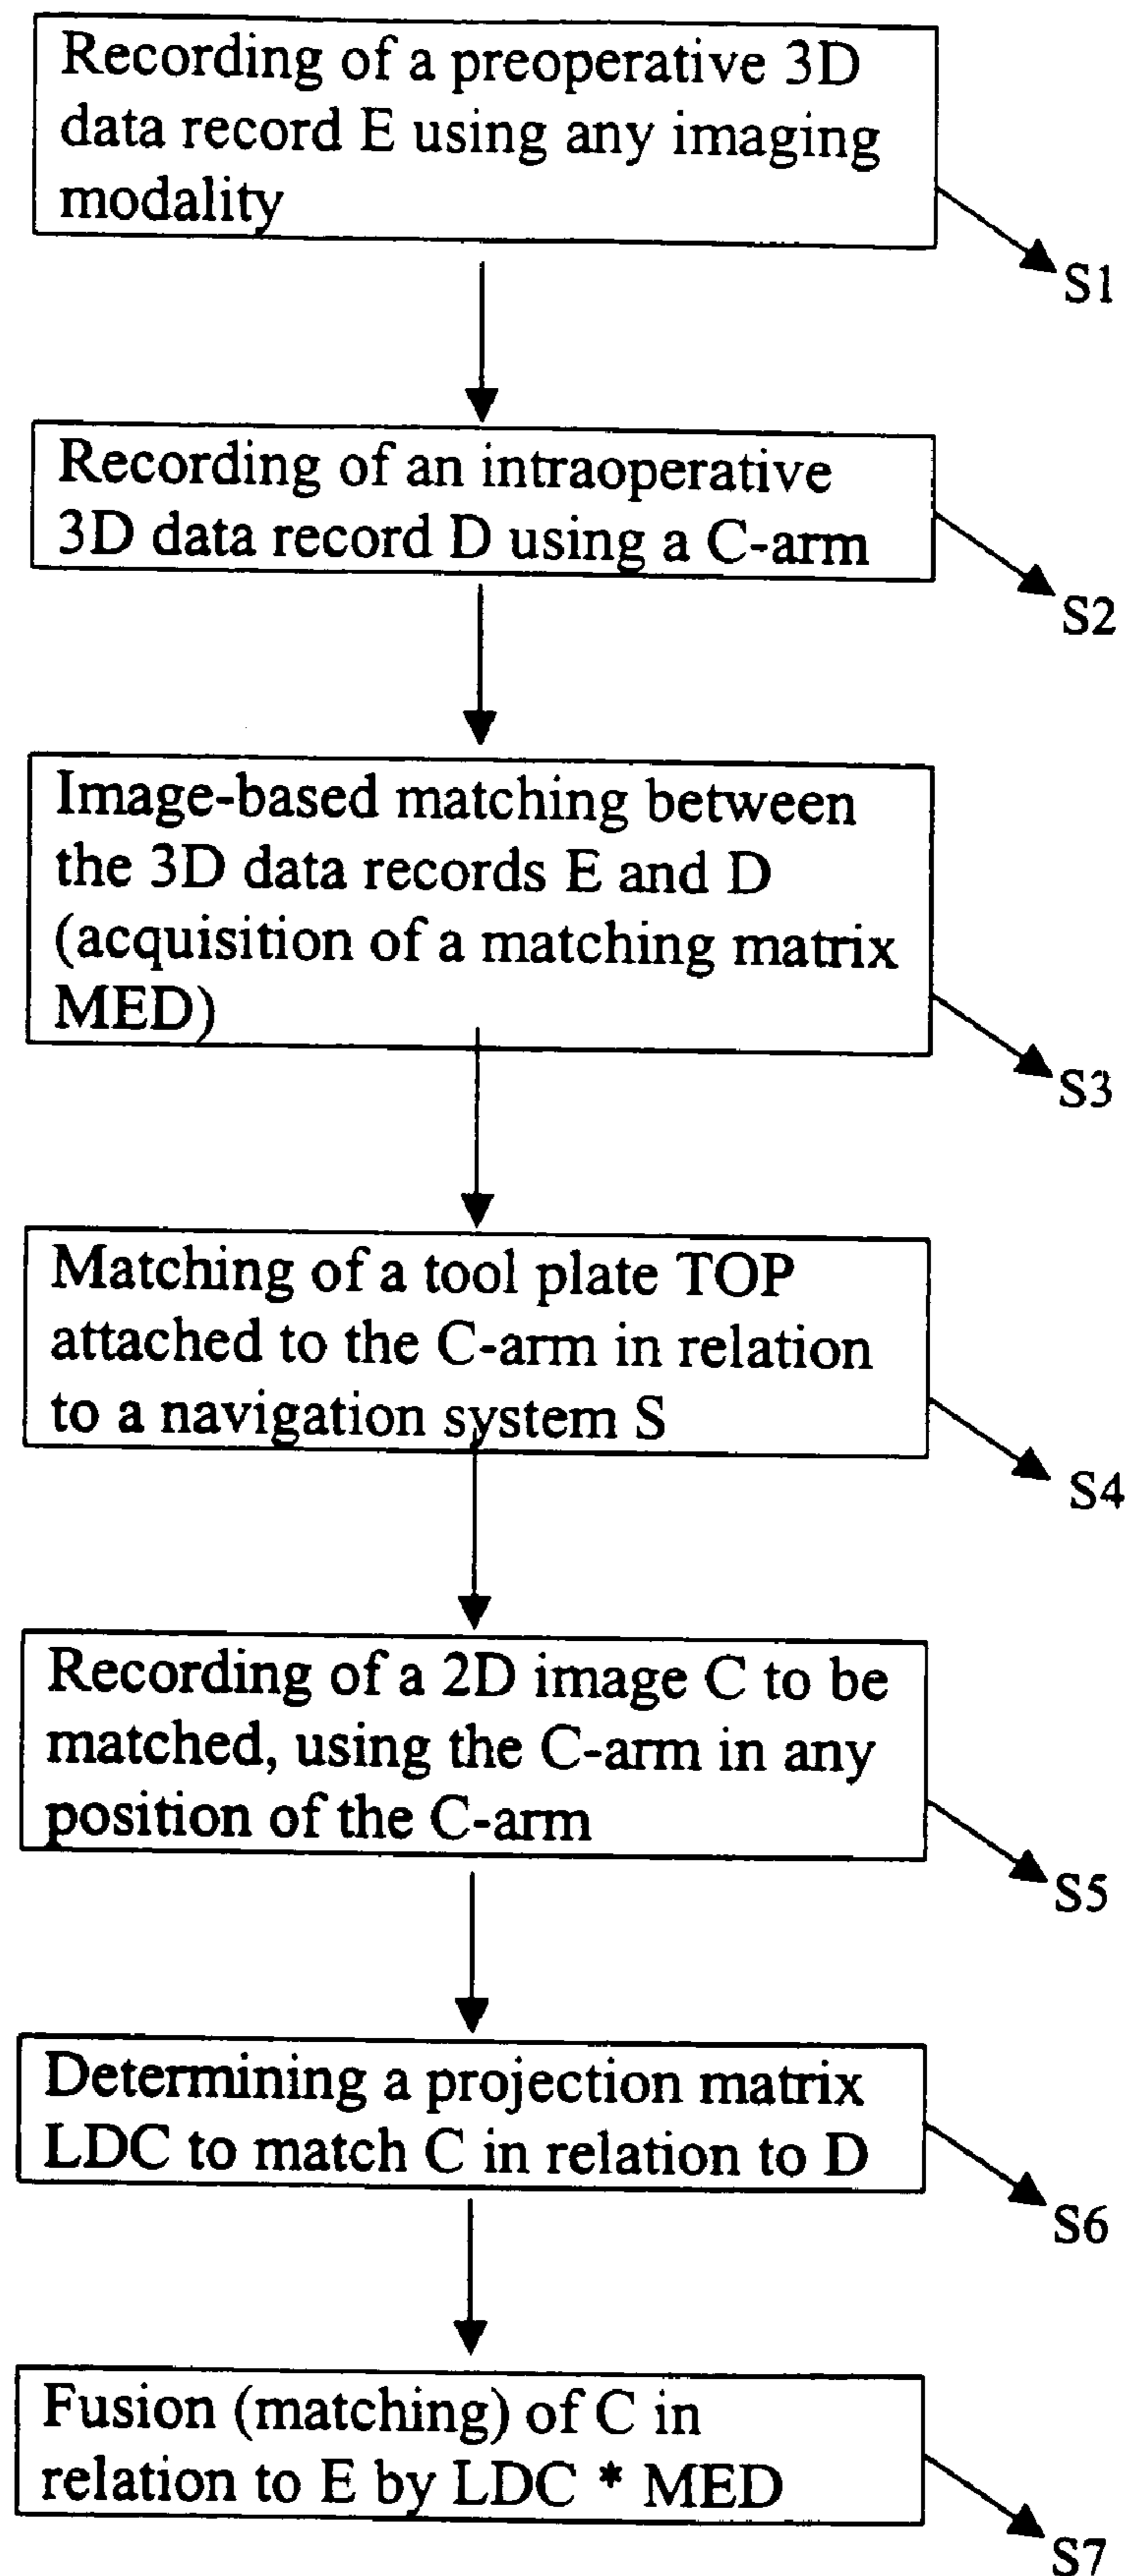 Recording of a preoperative 3D
data record E using any imaging
modality
S1
Recording of an intraoperative
3D data record D using a C-arm
S2
Image-based matching between
the 3D data records E and D
(acquisition of a matching matrix
MED)
S3
Matching of a tool plate TOP
attached to the C-arm in relation
to a navigation system S
S4
Recording of a 2D image C to be
matched, using the C-arm in any
position of the C-arm
S5
Determining a projection matrix
LDC to match C in relation to D
S6
Fusion (matching) of C in
relation to E by LDC * MED
S7